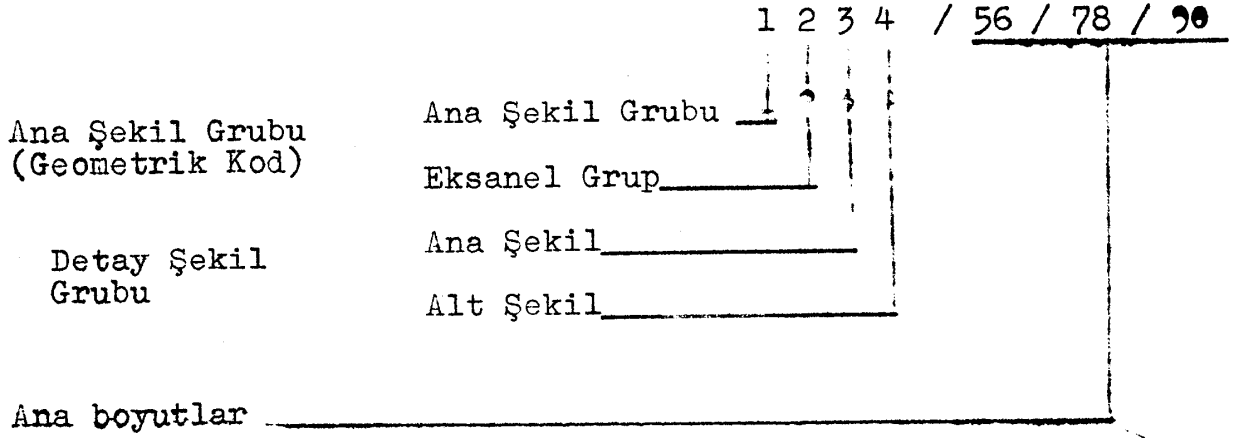 1 2 3 4 / 56 / 78 / 90
Ana Şekil Grubu
(Geometrik Kod)
Ana Şekil Grubu
Eksanel Grup
Detay Şekil
Grubu
Ana Şekil
Alt Şekil
Ana boyutlar